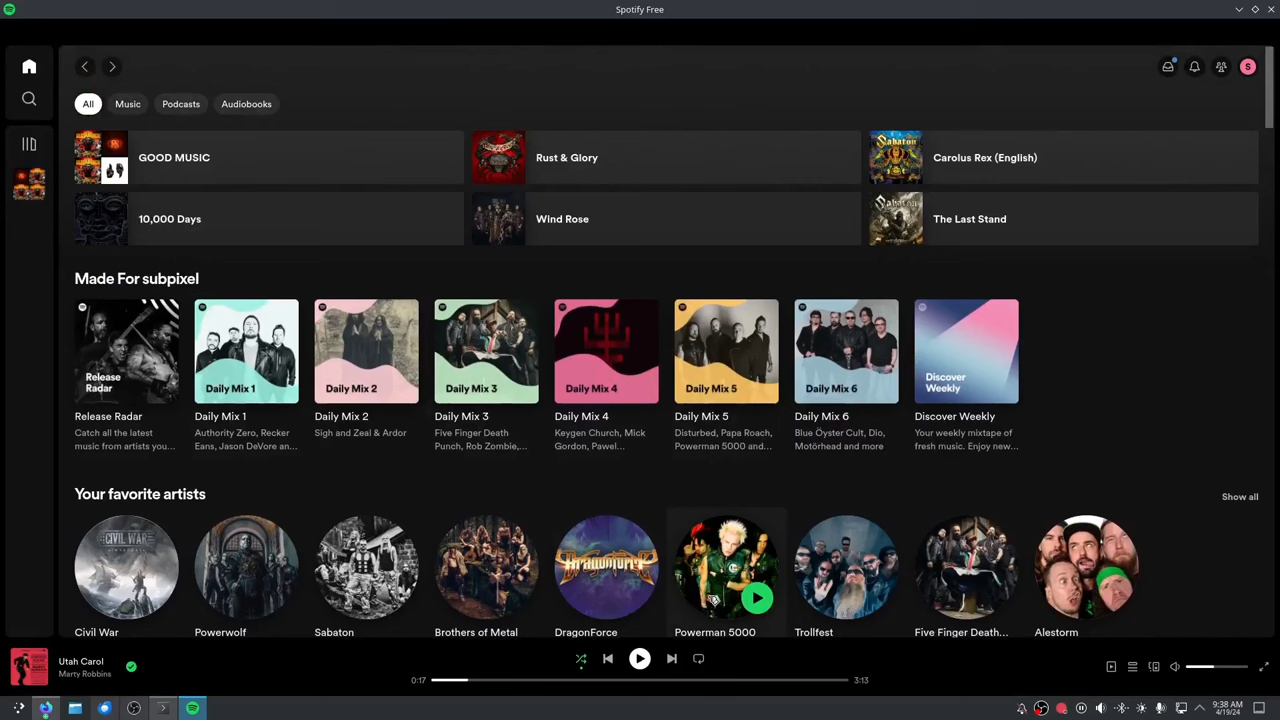 Spotify Free
S
All
Music
Podcasts
Audiobooks
GOOD MUSIC
Rust & Glory
Sabaton
Carolus Rex (English)
10,000 Days
Wind Rose
Sabaton
The Last Stand
Made For subpixel
Release
Radar
Daily Mix 1
Daily Mix 2
Daily Mix 3
Daily Mix 4
Daily Mix 5
Daily Mix 6
Discover
Weekly
Release Radar
Catch all the latest
music from artists you...
Daily Mix 1
Authority Zero, Recker
Eans, Jason DeVore an...
Daily Mix 2
Sigh and Zeal & Ardor
Daily Mix 3
Five Finger Death
Punch, Rob Zombie,...
Daily Mix 4
Keygen Church, Mick
Gordon, Pawel...
Daily Mix 5
Disturbed, Papa Roach,
Powerman 5000 and...
Daily Mix 6
Blue Öyster Cult, Dio,
Motörhead and more
Discover Weekly
Your weekly mixtape of
fresh music. Enjoy new...
Your favorite artists
Show all
CIVIL WAR
DragonForce
Civil War
Powerwolf
Sabaton
Brothers of Metal
DragonForce
Powerman 5000
Trollfest
Five Finger Death...
Alestorm
Utah Carol
Marty Robbins
0:17
3:13
9:38 AM
4/19/24